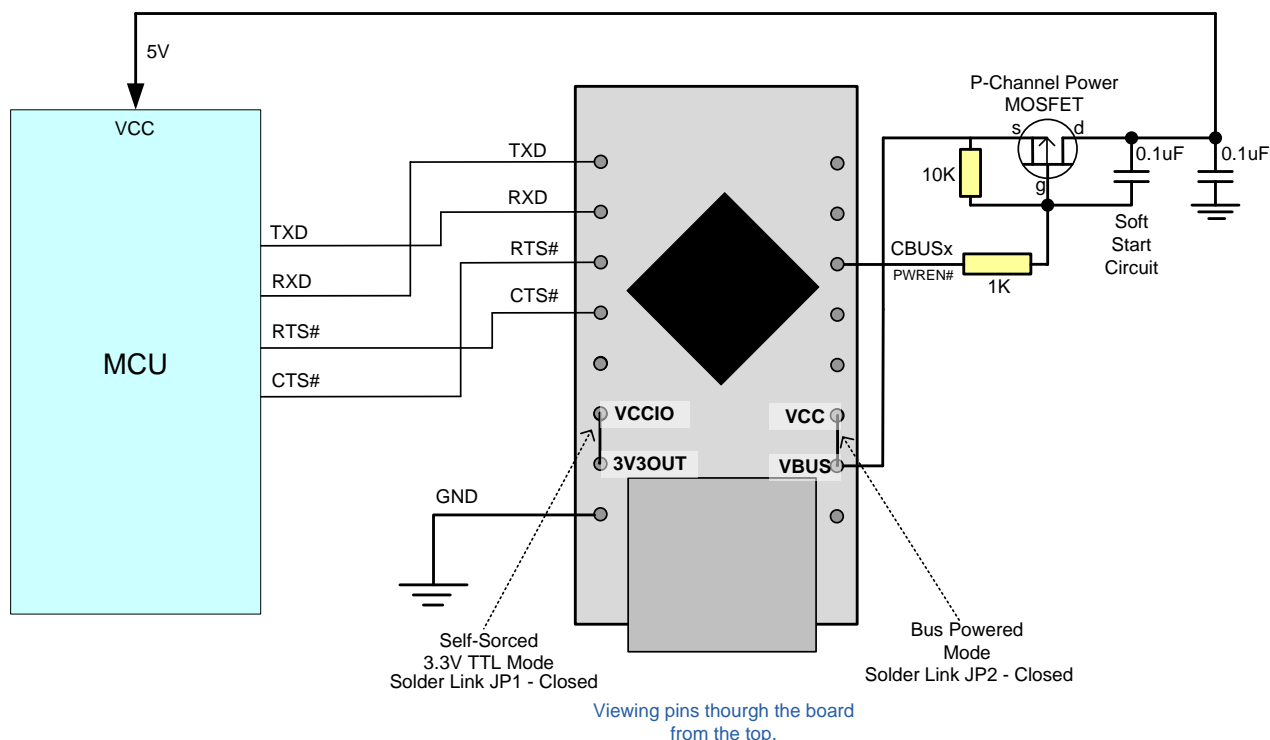 5V
VCC
MCU
TXD
RXD
RTS#
CTS#
TXD
RXD
RTS#
CTS#
VCCIO
3V3OUT
GND
VCC
VBUS
P-Channel Power
MOSFET
s
d
g
10K
0.1uF
0.1uF
Soft
Start
Circuit
CBUSx
PWREN#
1K
Self-Sorced
3.3V TTL Mode
Solder Link JP1 - Closed
Bus Powered
Mode
Solder Link JP2 - Closed
Viewing pins thourgh the board
from the top.